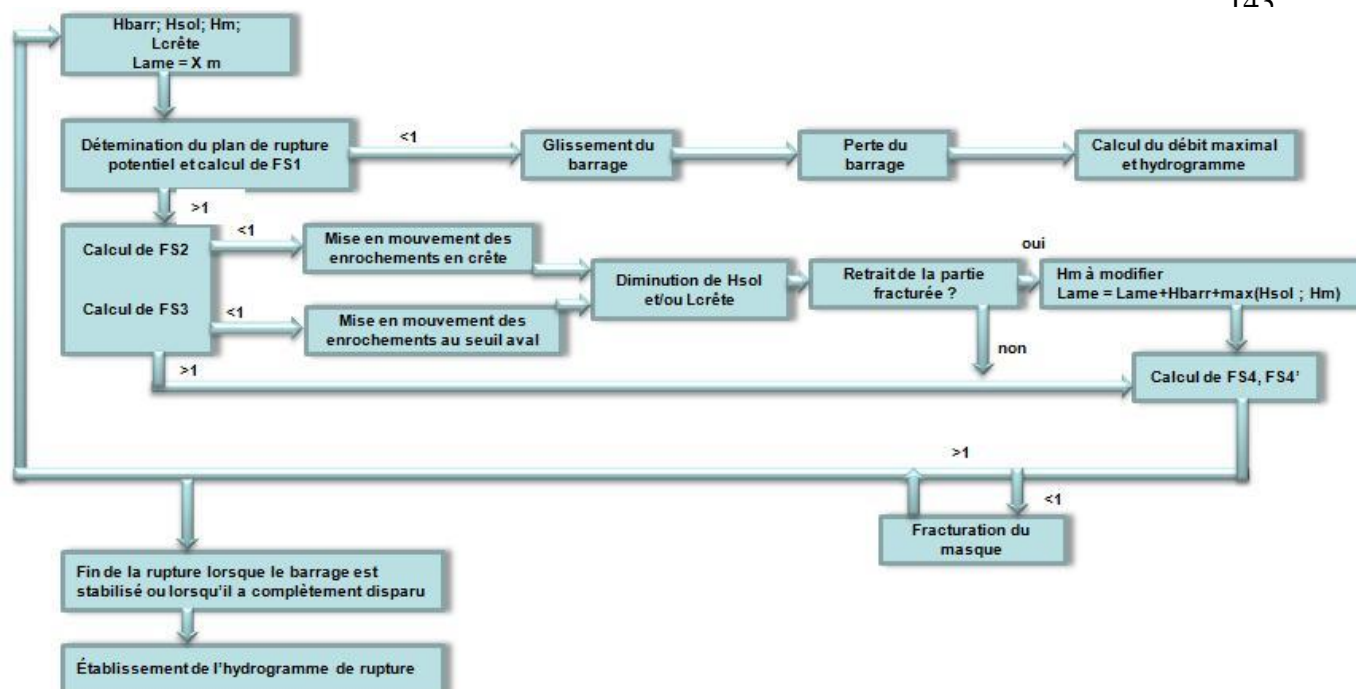 143
Hbarr; Hsol; Hm;
Lcrête
Lame = X m
Détemination du plan de rupture
potentiel et calcul de FS1
<1
Glissement du
barrage
Perte du
barrage
Calcul du débit maximal
et hydrogramme
>1
Calcul de FS2
<1
Mise en mouvement des
enrochements en crête
Calcul de FS3
<1
Mise en mouvement des
enrochements au seuil aval
Diminution de Hsol
et/ou Lcrête
Retrait de la partie
fracturée ?
oui
Hm à modifier
Lame = Lame+Hbarr+max(Hsol ; Hm)
non
>1
Calcul de FS4, FS4’
>1
<1
Fracturation du
masque
Fin de la rupture lorsque le barrage est
stabilisé ou lorsqu’il a complètement disparu
Établissement de l’hydrogramme de rupture